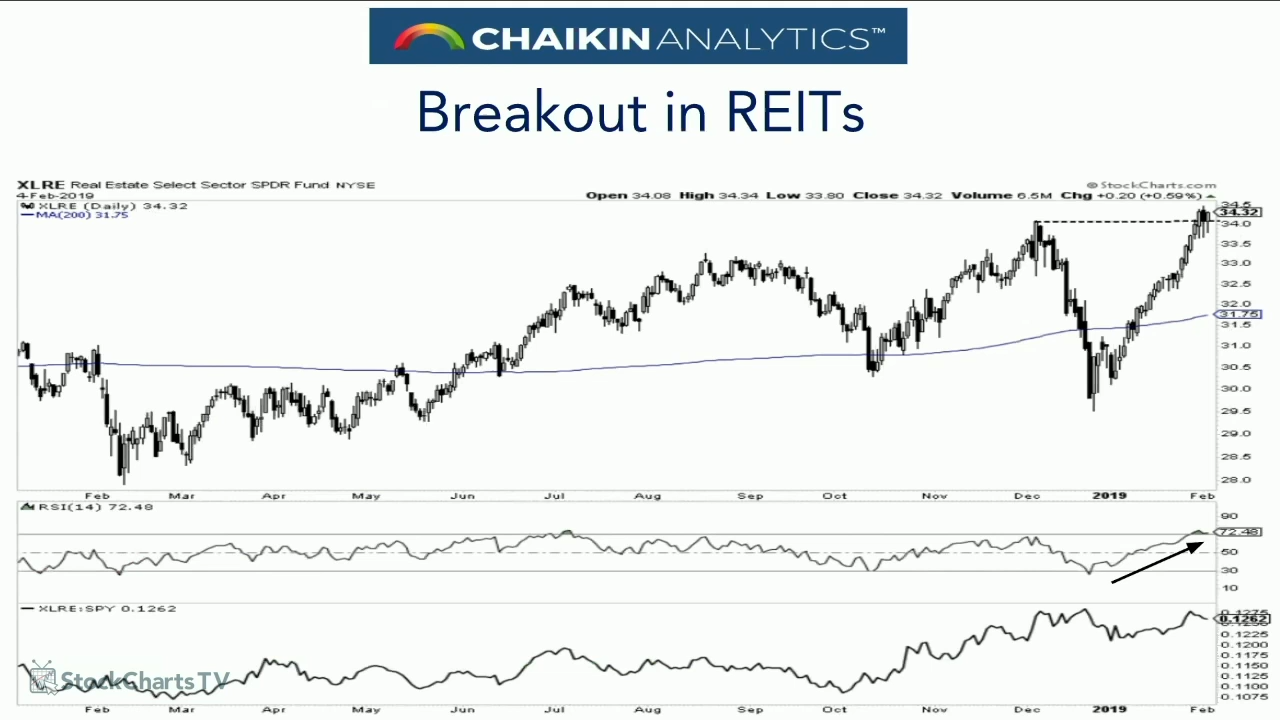 CHAIKIN ANALYTICS™
Breakout in REITs
XLRE Real Estate Select Sector SPDR Fund NYSE
©StockCharts.com
4-Feb-2019
Open 34.08 High 34.34 Low 33.80 Close 34.32 Volume 6.5M Chg +0.20 (+0.59%)
XLRE (Daily) 34.32
MA(200) 31.75
34.5
34.32
34.0
33.5
33.0
32.5
32.0
31.75
31.5
31.0
30.5
30.0
29.5
29.0
28.5
28.0
Feb Mar Apr May Jun Jul Aug Sep Oct Nov Dec 2019 Feb
RSI(14) 72.48
90
72.48
50
30
10
XLRE:SPY 0.1262
0.1275
0.1262
0.1225
0.1200
0.1175
0.1150
0.1125
0.1100
0.1075
StockChartsTV
Feb Mar Apr May Jun Jul Aug Sep Oct Nov Dec 2019 Feb